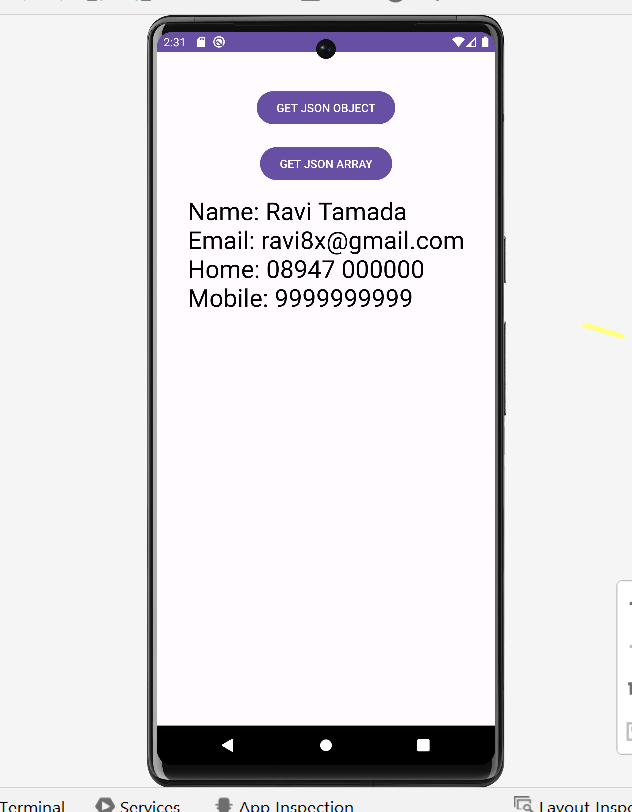 2:31
GET JSON OBJECT
GET JSON ARRAY
Name: Ravi Tamada
Email: ravi8x@gmail.com
Home: 08947 000000
Mobile: 9999999999
Terminal
Services
App Inspection
Layout Inspe